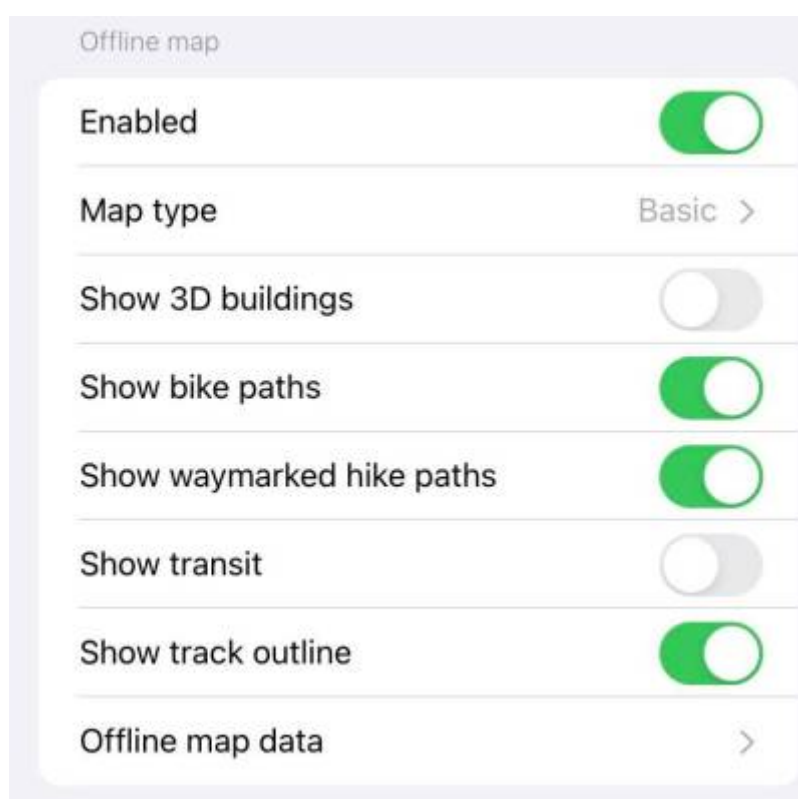 Offline map
Enabled
Map type Basic
Show 3D buildings
Show bike paths
Show waymarked hike paths
Show transit
Show track outline
Offline map data